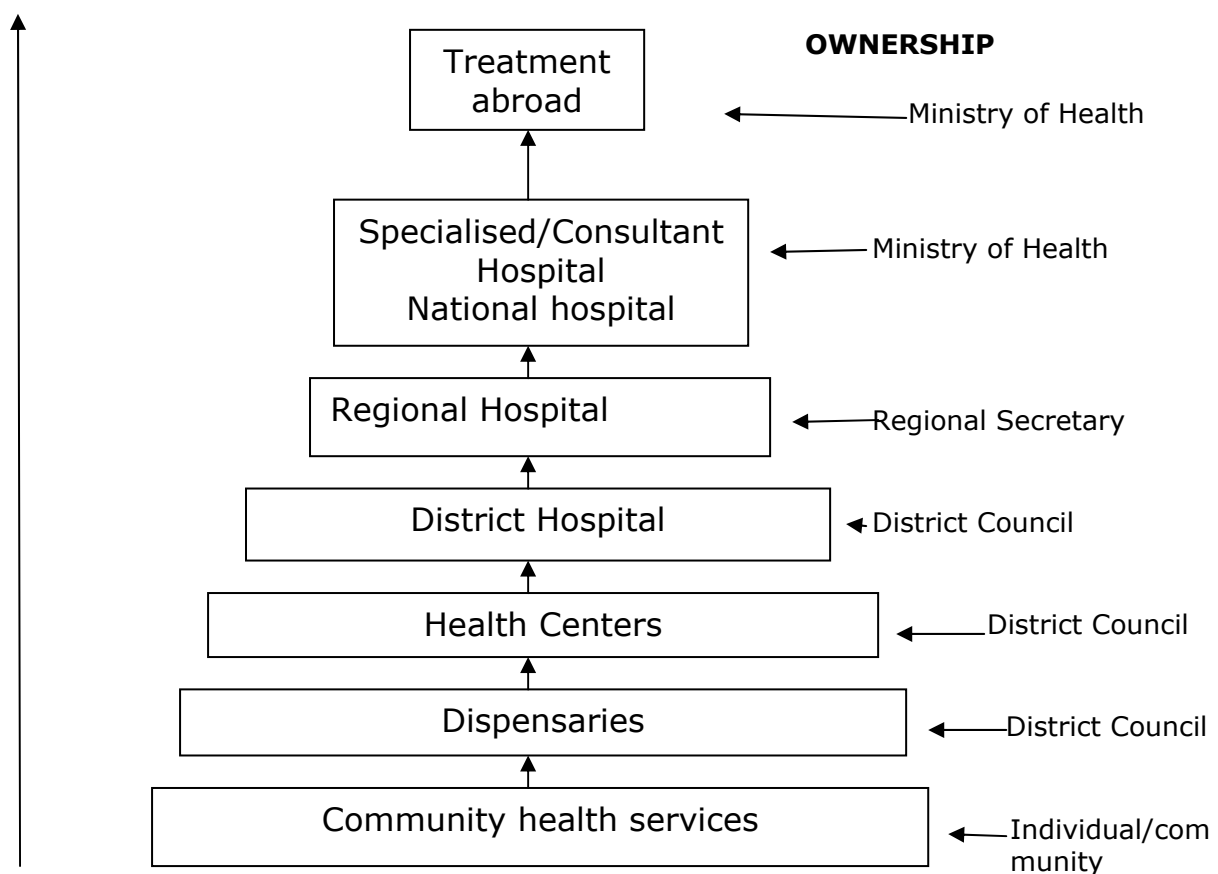 OWNERSHIP
Treatment
abroad
Ministry of Health
Specialised/Consultant
Hospital
National hospital
Ministry of Health
Regional Hospital
Regional Secretary
District Hospital
District Council
Health Centers
District Council
Dispensaries
District Council
Community health services
Individual/com
munity